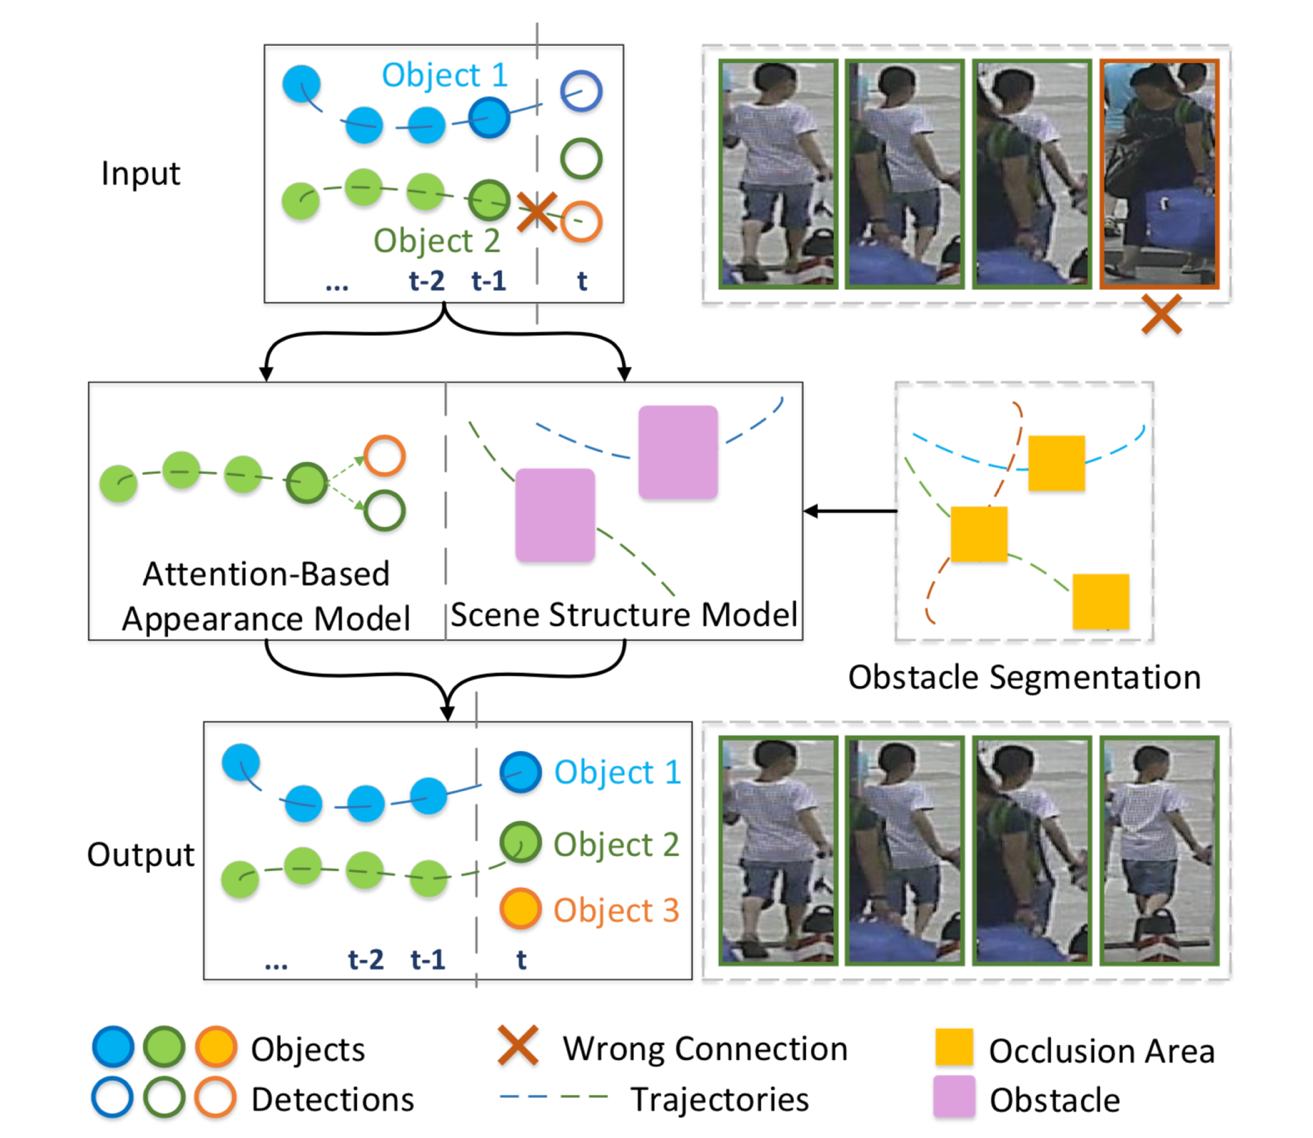 Input
Object 1
Object 2
... t-2 t-1 t
Attention-Based
Appearance Model
Scene Structure Model
Obstacle Segmentation
Output
Object 1
Object 2
Object 3
... t-2 t-1 t
Objects
Wrong Connection
Occlusion Area
Detections
Trajectories
Obstacle